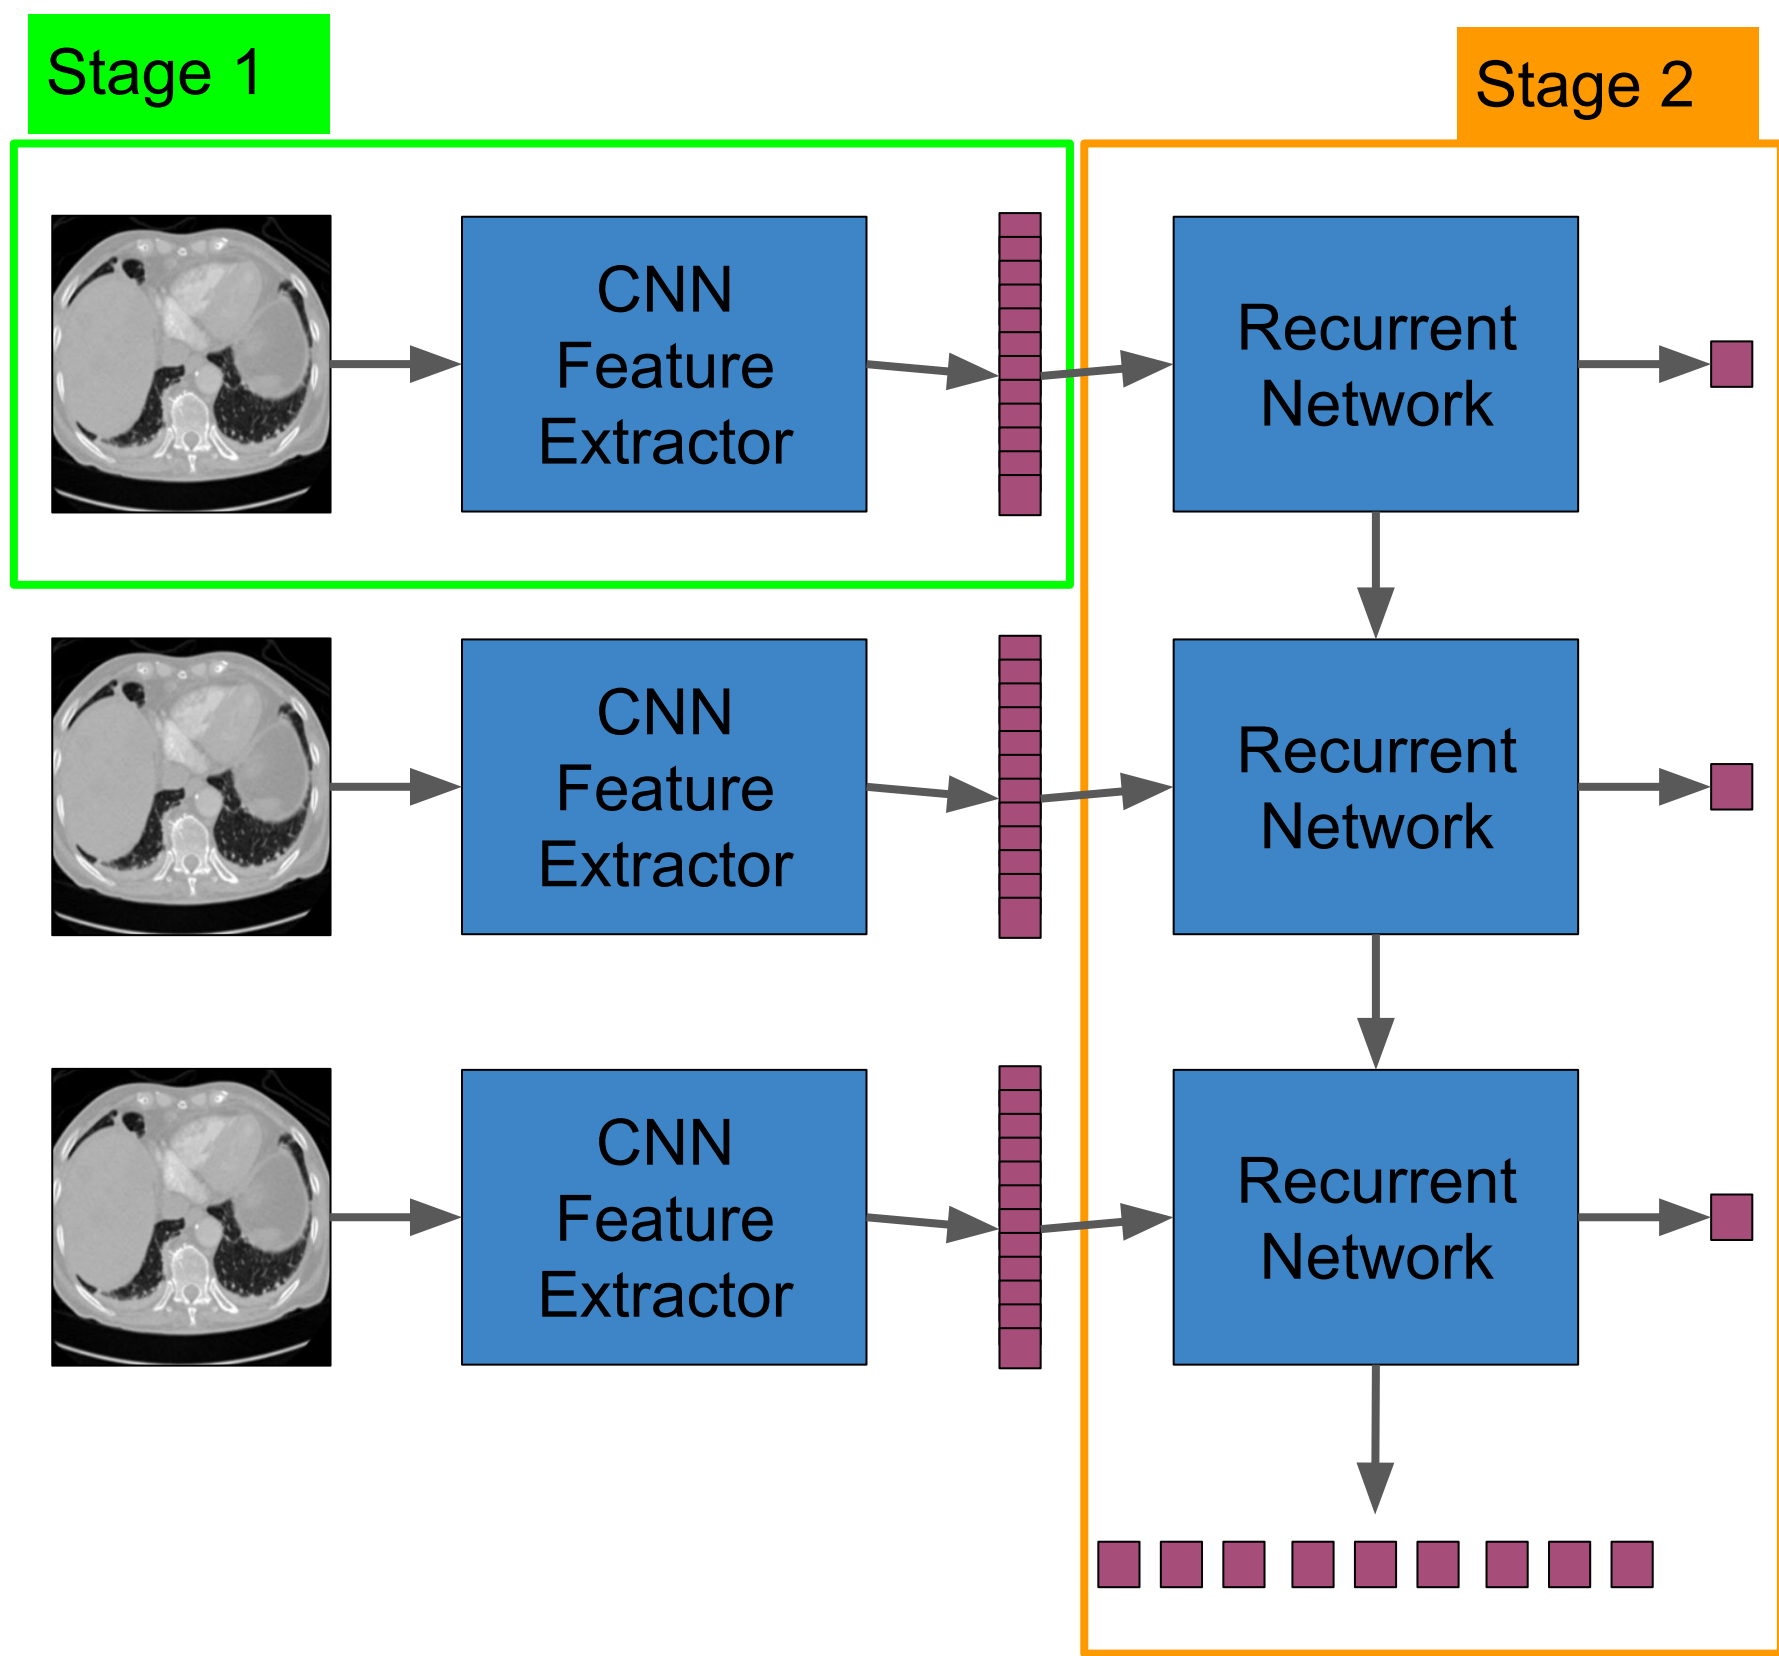 Stage 1
Stage 2
CNN
Feature
Extractor
Recurrent
Network
CNN
Feature
Extractor
Recurrent
Network
CNN
Feature
Extractor
Recurrent
Network